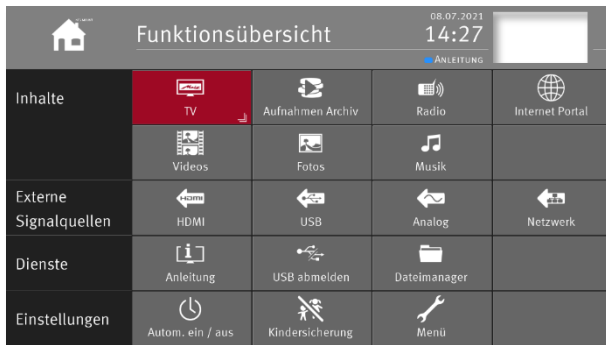 Funktionsübersicht
08.07.2021
14:27
ANLEITUNG
Inhalte
TV
Aufnahmen Archiv
Radio
Internet Portal
Videos
Fotos
Musik
Externe
Signalquellen
HDMI
HDMI
USB
Analog
Netzwerk
Dienste
i
Anleitung
USB abmelden
Dateimanager
Einstellungen
Autom. ein / aus
Kindersicherung
Menü